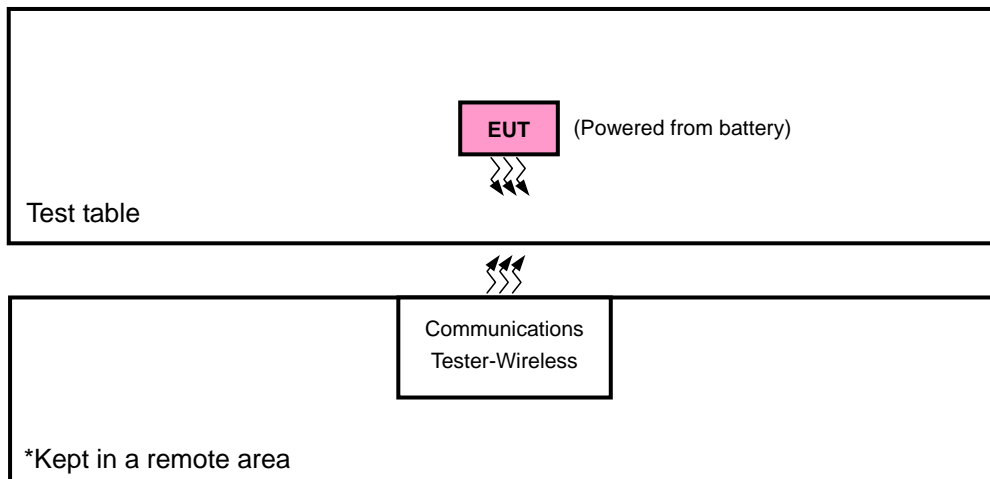 EUT
(Powered from battery)
Test table
Communications
Tester-Wireless
*Kept in a remote area